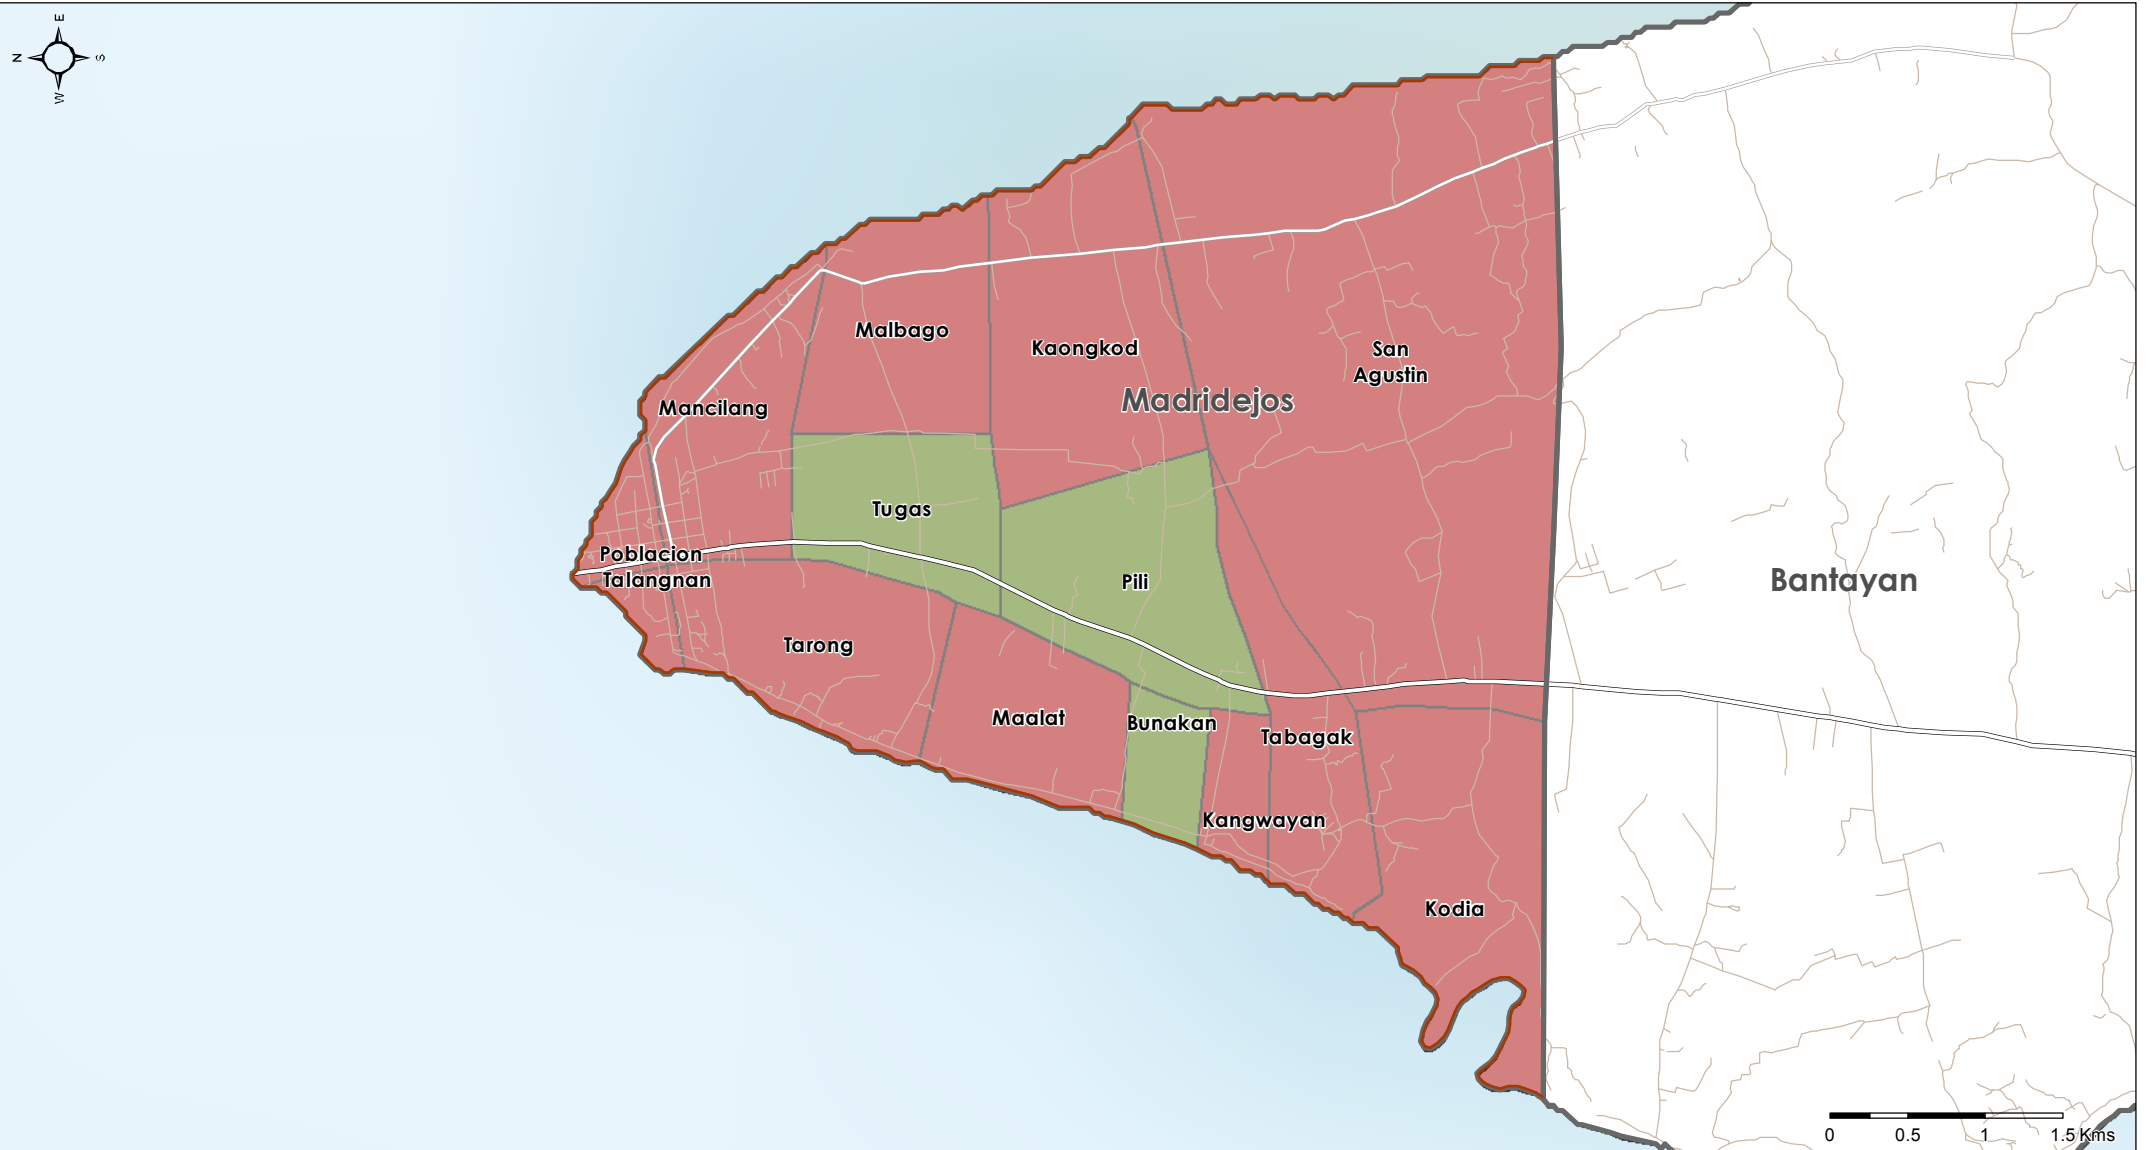 E
N
S
W
Malbago
Kaongkod
San
Agustin
Madridejos
Mancilang
Tugas
Poblacion
Talangnan
Pili
Bantayan
Tarong
Maalat
Bunakan
Tabagak
Kangwayan
Kodia
0 0.5 1 1.5 Kms